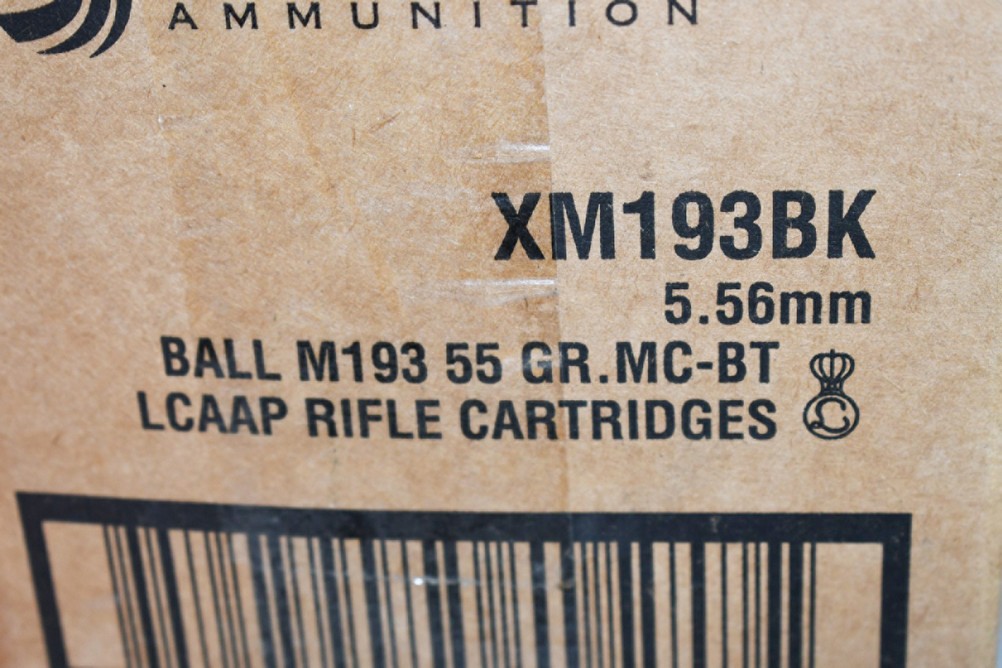 AMMUNITION
XM193BK
5.56mm
BALL M193 55 GR.MC-BT
LCAAP RIFLE CARTRIDGES